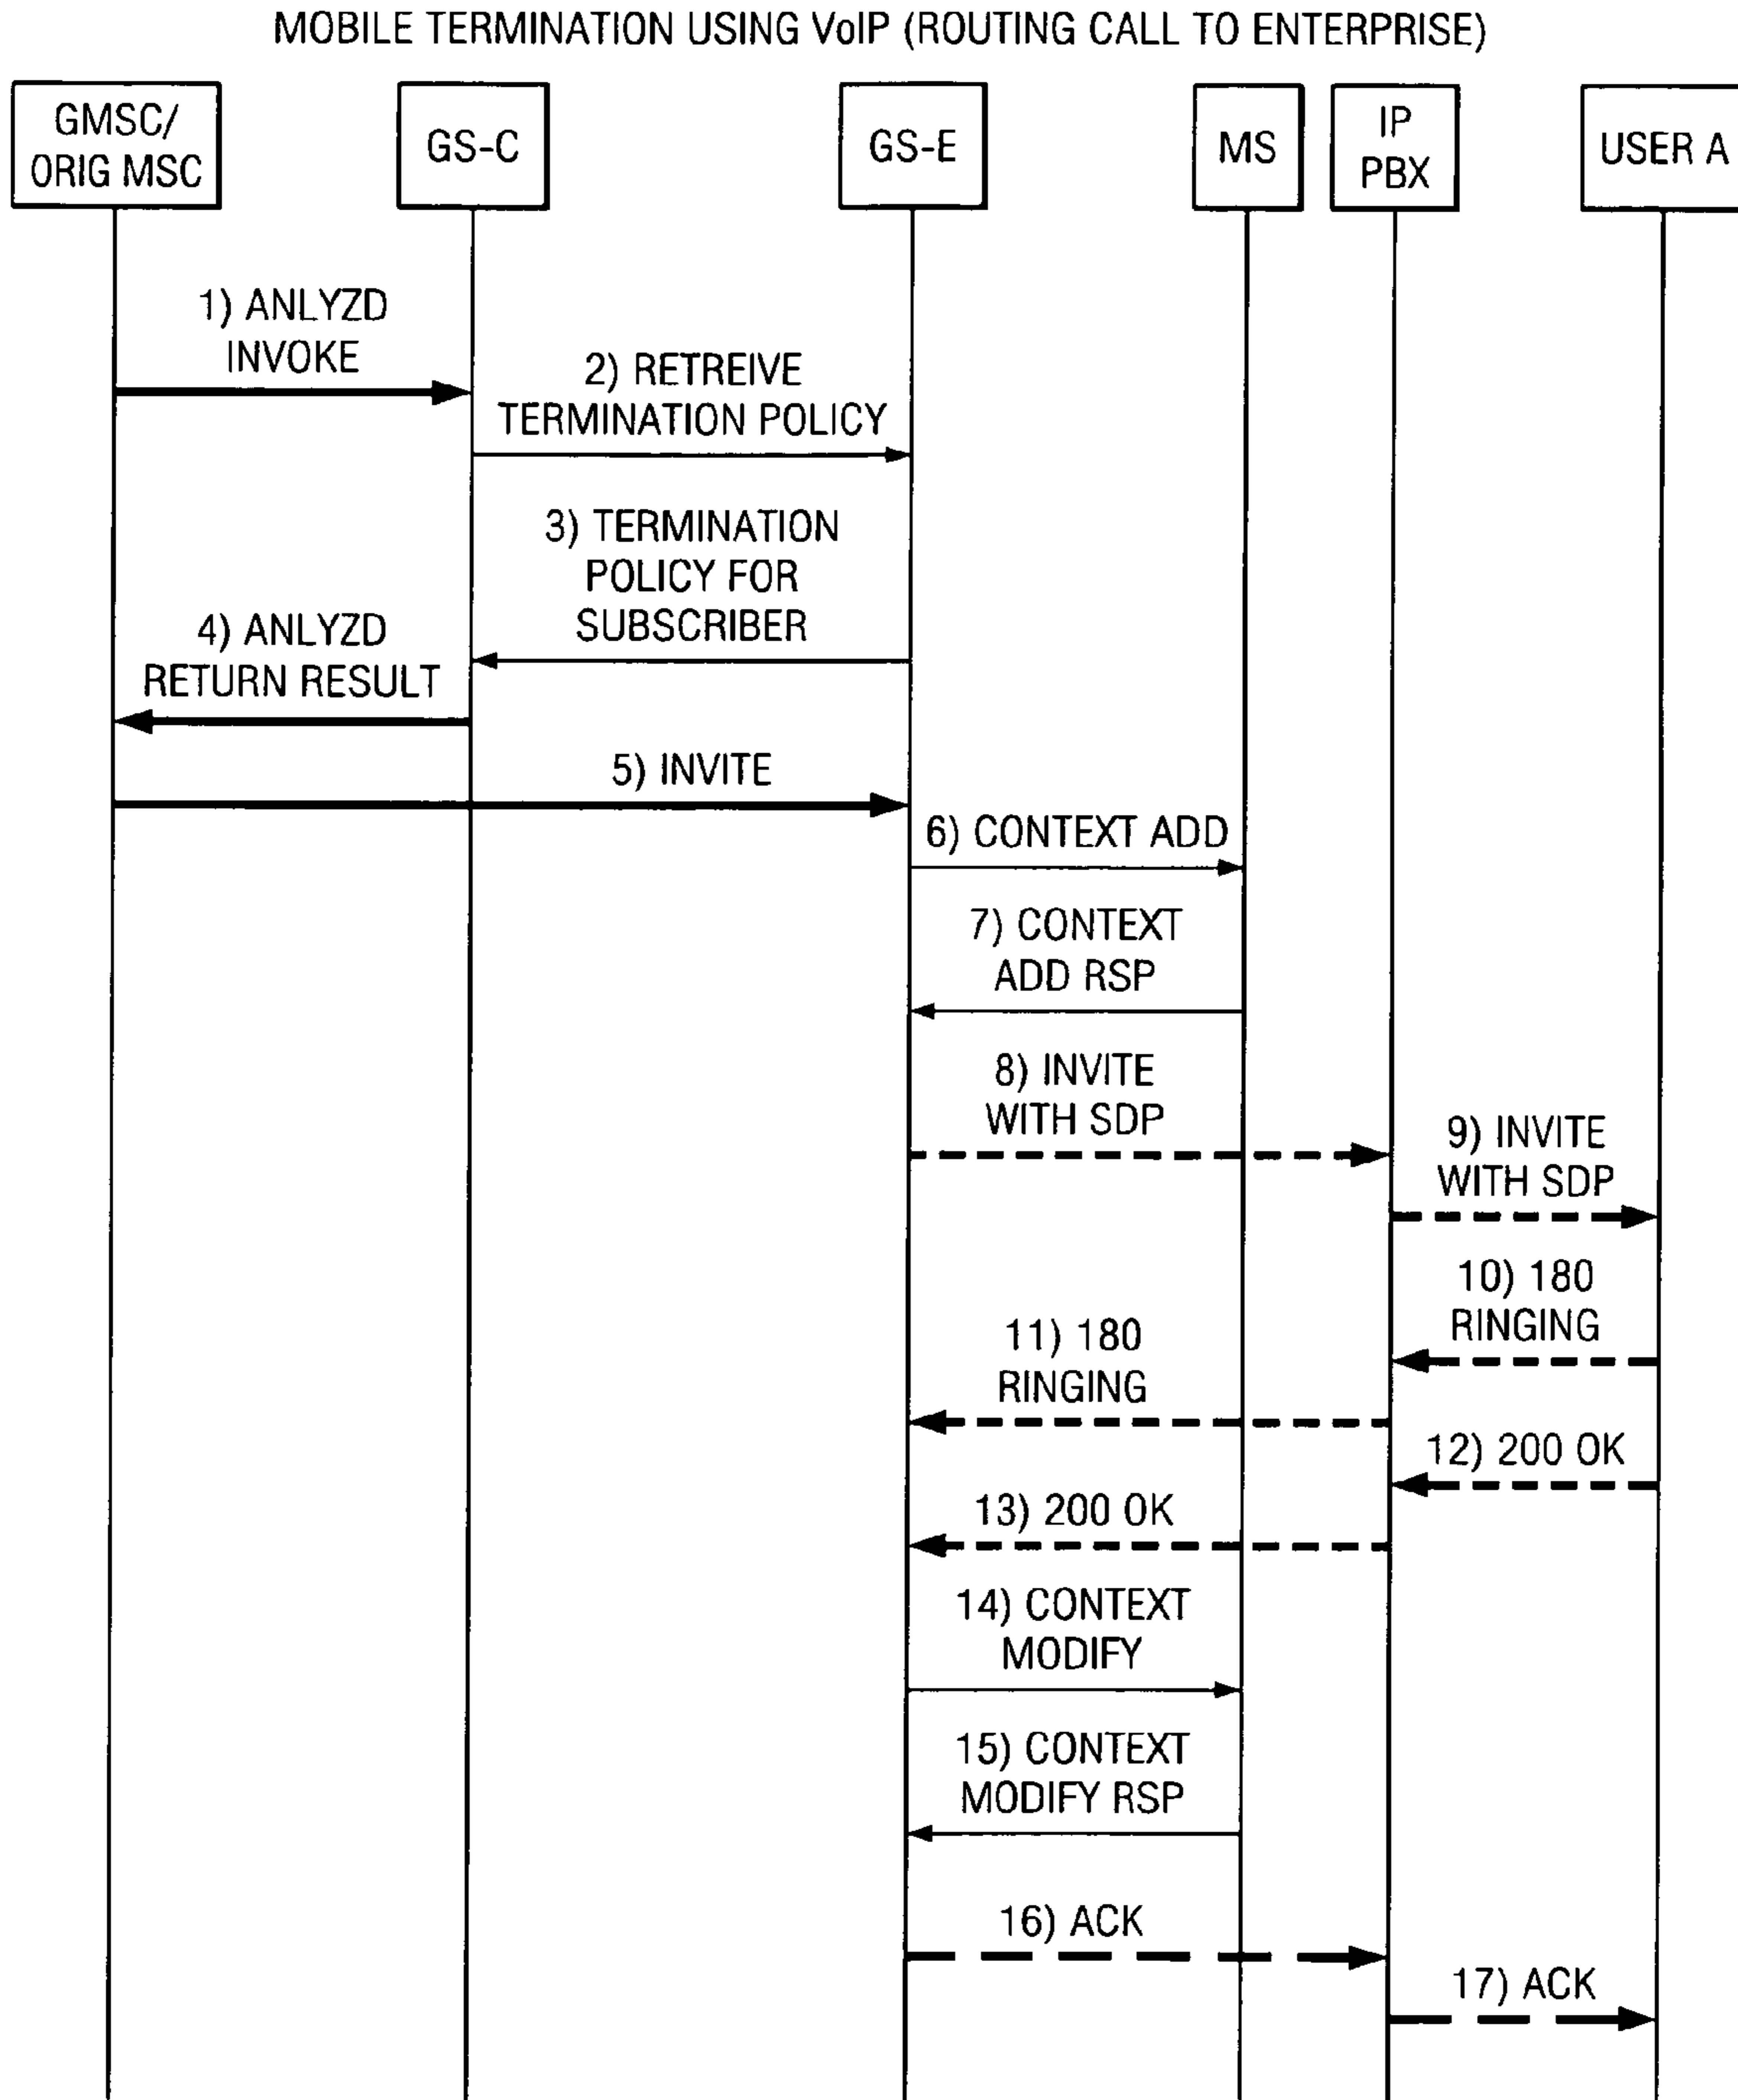 MOBILE TERMINATION USING VoIP (ROUTING CALL TO ENTERPRISE)
GMSC/
ORIG MSC
GS-C
GS-E
MS
IP
PBX
USER A
1) ANLYZD
INVOKE
2) RETREIVE
TERMINATION POLICY
3) TERMINATION
POLICY FOR
SUBSCRIBER
4) ANLYZD
RETURN RESULT
5) INVITE
6) CONTEXT ADD
7) CONTEXT
ADD RSP
8) INVITE
WITH SDP
9) INVITE
WITH SDP
10) 180
RINGING
11) 180
RINGING
12) 200 OK
13) 200 OK
14) CONTEXT
MODIFY
15) CONTEXT
MODIFY RSP
16) ACK
17) ACK